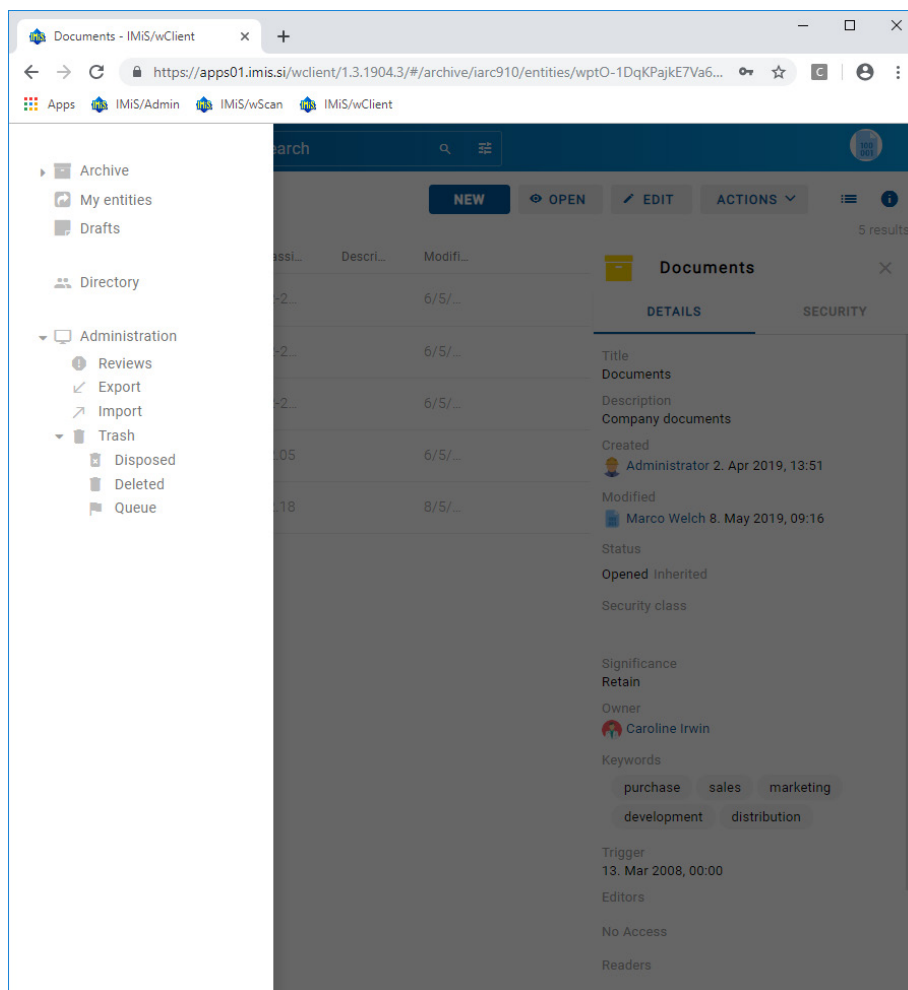 Documents - IMiS/wClient
https://apps01.imis.si/wclient/1.3.1904.3/#/archive/iarc910/entities/wptO-1DqKPajkE7Va6...
Apps IMiS/Admin IMiS/wScan IMiS/wClient
Archive
My entities
Drafts
Directory
Administration
Reviews
Export
Import
Trash
Disposed
Deleted
Queue
earch
NEW OPEN EDIT ACTIONS
5 results
assi... Descri... Modifi...
-2... 6/5/...
-2... 6/5/...
-2... 6/5/...
.05 6/5/...
.18 8/5/...
Documents
DETAILS SECURITY
Title
Documents
Description
Company documents
Created
Administrator 2. Apr 2019, 13:51
Modified
Marco Welch 8. May 2019, 09:16
Status
Opened Inherited
Security class
Significance
Retain
Owner
Caroline Irwin
Keywords
purchase sales marketing
development distribution
Trigger
13. Mar 2008, 00:00
Editors
No Access
Readers